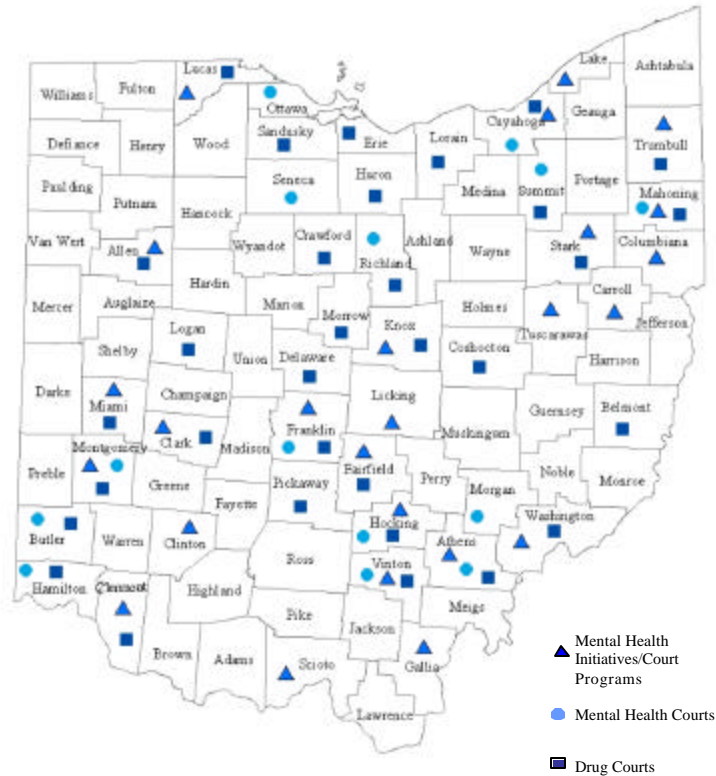 Lake
Lucas
Ashtabula
Fulton
Williams
Ottawa
Geauga
Cuyahoga
Sandusky
Erie
Lorain
Trumbull
Defiance
Henry
Wood
Huron
Seneca
Portage
Paulding
Medina
Summit
Mahoning
Putnam
Hancock
Van Wert
Crawford
Ashland
Wyandot
Wayne
Stark
Columbiana
Allen
Richland
Hardin
Carroll
Mercer
Auglaize
Marion
Holmes
Jefferson
Morrow
Knox
Tuscarawas
Logan
Shelby
Union
Delaware
Coshocton
Harrison
Darke
Champaign
Licking
Miami
Guernsey
Belmont
Franklin
Clark
Muskingum
Madison
Montgomery
Fairfield
Preble
Pickaway
Perry
Noble
Greene
Morgan
Monroe
Fayette
Washington
Hocking
Butler
Warren
Clinton
Athens
Ross
Vinton
Hamilton
Clermont
Highland
Meigs
Pike
Jackson
Brown
Adams
Scioto
Gallia
Lawrence
Mental Health
Initiatives/Court
Programs
Mental Health Courts
Drug Courts